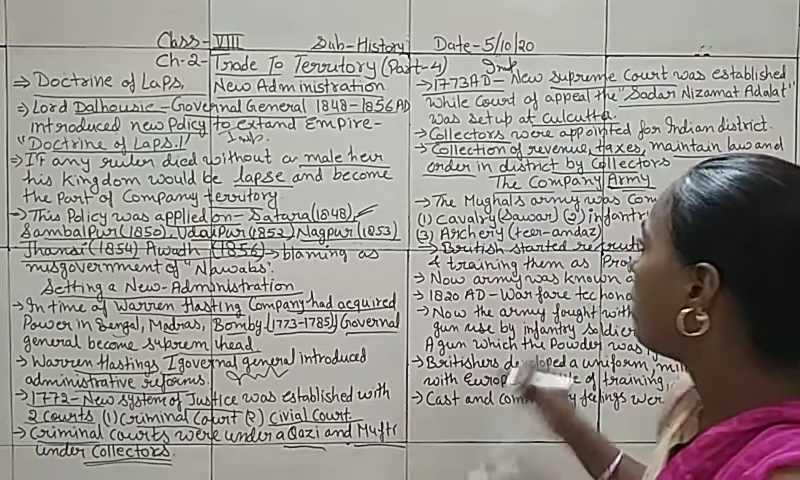 Class-VIII Sub-History Date-5/10/20
Ch-2- Trade To Territory (Part-4)
→ Doctrine of Laps.
→ Lord Dalhousie - Governal General 1848-1856 AD
introduced new Policy to extand Empire-
"Doctrine of Laps." Imp.
→ If any ruler died without a male heir
his kingdom would be lapse and become
the part of Company territory
→ This Policy was applied on - Satara (1848),
Sambalpur (1850), Udaipur (1852) Nagpur (1853)
Jhansi (1854) Awadh (1856) → blaming as
misgovernment of "Nawabs'.
Setting a New-Administration
→ In time of Warren Hasting Company had acquired
Power in Bengal, Madras, Bomby (1773-1785) Governal
general become suprem head
→ Warren Hastings I governal general introduced
administrative reforms.
→ 1772-New system of Justice was established with
2 courts (1) Criminal Court (2) Civial Court
→ Criminal courts were under a Qazi and Mufti
under Collectors.
New Administration
Imp
→ 1773 AD - New supreme Court was established
while Court of appeal the "Sadar Nizamat Adalat"
was setup at culcutta.
→ Collectors were appointed for Indian district.
→ Collection of revenue, taxes, maintain law and
order in district by Collectors
The Company Army
→ The Mughals army was
(1) Cavalry (Sawar) (2)
(3) Archery (teer-andaz)
→ British started
& training them as
→ Now army was known
→ 1820 AD - Warfare
→ Now the army fought
gun use by infantry
A gun which the Powder was
→ Britishers developed a uniform
with of training,
→ Cast and feelings